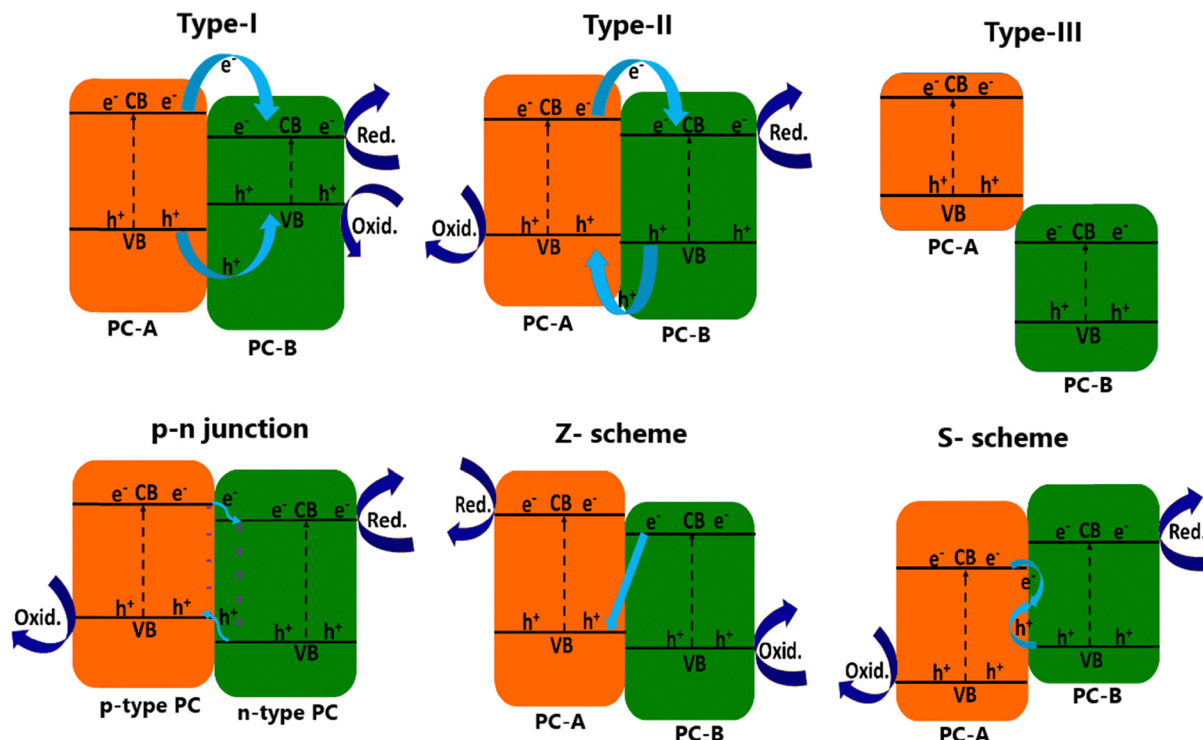 Type-I
e⁻
e⁻ CB e⁻
e⁻ CB e⁻
Red.
h⁺ h⁺
VB
h⁺ h⁺
VB
Oxid.
h⁺
PC-A
PC-B
Type-II
e⁻
e⁻ CB e⁻
e⁻ CB e⁻
Red.
Oxid.
h⁺ h⁺
VB
h⁺ h⁺
VB
h⁺
PC-A
PC-B
Type-III
e⁻ CB e⁻
h⁺ h⁺
VB
PC-A
e⁻ CB e⁻
h⁺ h⁺
VB
PC-B
p-n junction
e⁻ CB e⁻
e⁻
e⁻ CB e⁻
Red.
- + 
Oxid.
h⁺ h⁺
VB
h⁺
h⁺ h⁺
VB
p-type PC
n-type PC
Z- scheme
Red.
e⁻ CB e⁻
e⁻ CB e⁻
h⁺ h⁺
VB
h⁺ h⁺
VB
Oxid.
PC-A
PC-B
S- scheme
e⁻ CB e⁻
Red.
e⁻ CB e⁻
e⁻
h⁺
h⁺ h⁺
VB
Oxid.
h⁺ h⁺
VB
PC-B
PC-A